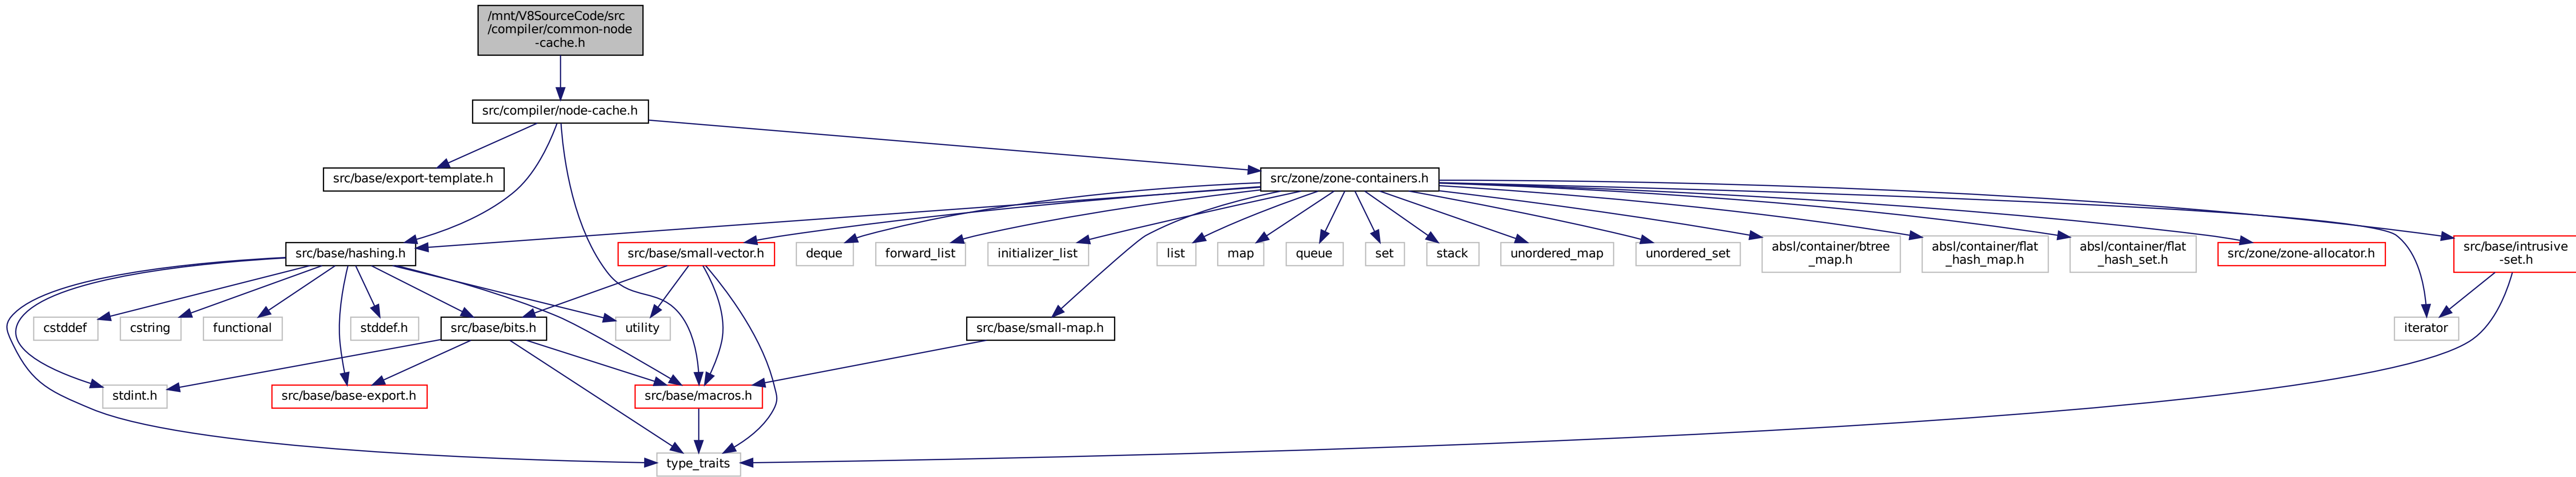 /mnt/V8SourceCode/src
/compiler/common-node
-cache.h
src/compiler/node-cache.h
src/base/export-template.h
src/zone/zone-containers.h
src/base/hashing.h
src/base/small-vector.h
deque
forward_list
initializer_list
list
map
queue
set
stack
unordered_map
unordered_set
absl/container/btree
_map.h
absl/container/flat
_hash_map.h
absl/container/flat
_hash_set.h
src/zone/zone-allocator.h
src/base/intrusive
-set.h
cstddef
cstring
functional
stddef.h
src/base/bits.h
utility
src/base/small-map.h
iterator
stdint.h
src/base/base-export.h
src/base/macros.h
type_traits